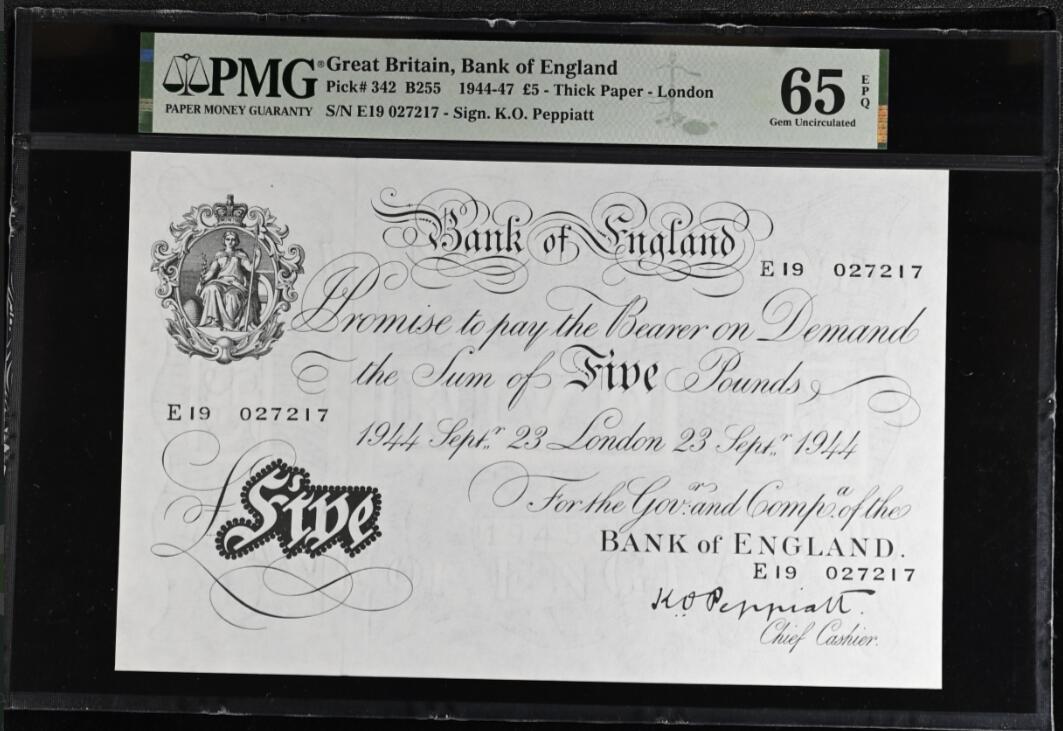 PMG® Great Britain, Bank of England
PAPER MONEY GUARANTY
Pick# 342 B255 1944-47 £5 - Thick Paper - London
S/N E19 027217 - Sign. K.O. Peppiatt
65 EPQ
Gem Uncirculated
Bank of England
E19 027217
I Promise to pay the Bearer on Demand
the Sum of Five Pounds
E19 027217
1944 Septr. 23 London 23 Septr. 1944
£Five
For the Govr. and Compa. of the
BANK of ENGLAND.
E19 027217
K.O. Peppiatt.
Chief Cashier.